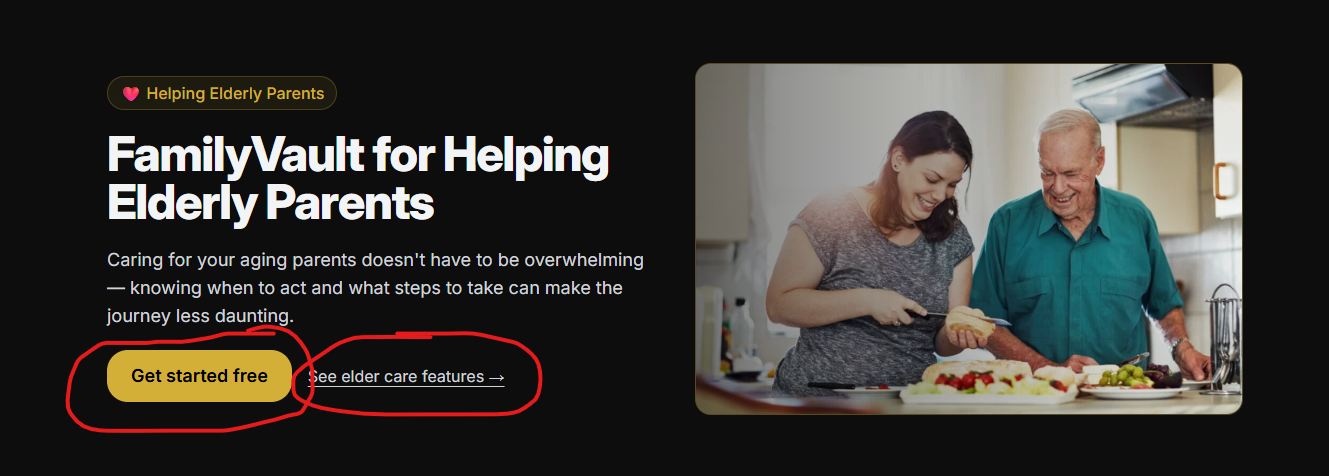 Helping Elderly Parents
FamilyVault for Helping
Elderly Parents
Caring for your aging parents doesn't have to be overwhelming
— knowing when to act and what steps to take can make the
journey less daunting.
Get started free
See elder care features →